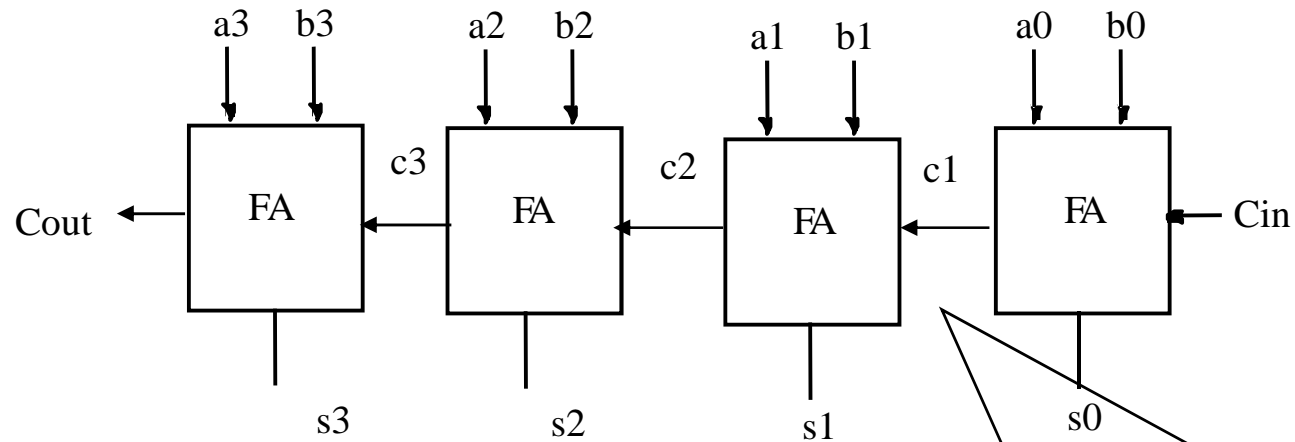 a3 b3 a2 b2 a1 b1 a0 b0
c3 c2 c1
Cout FA FA FA FA Cin
s3 s2 s1 s0